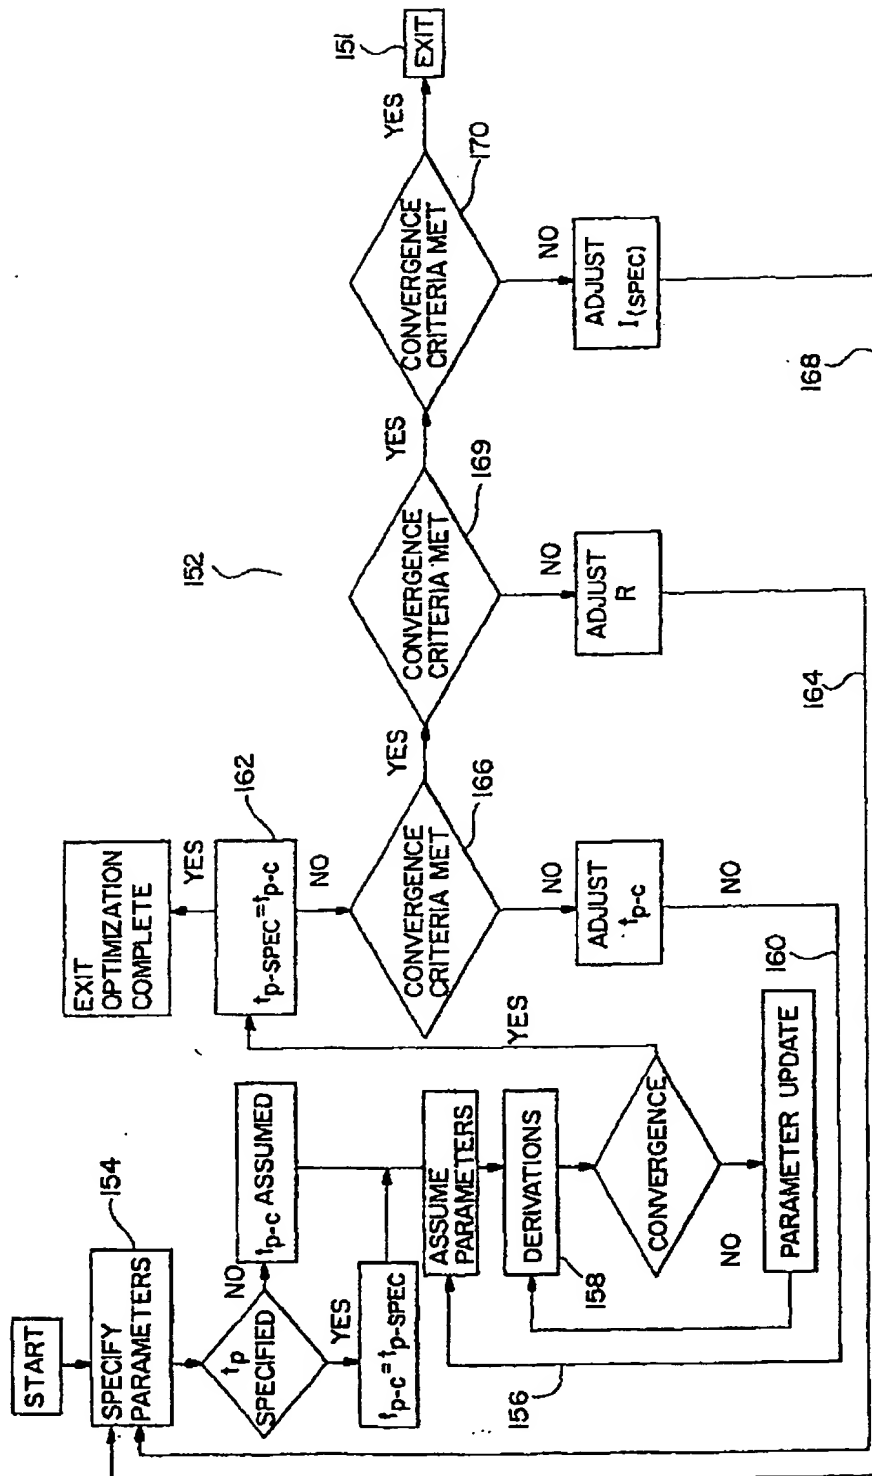 START
SPECIFY
PARAMETERS
154
tp
SPECIFIED
NO
tp-c ASSUMED
YES
tp-c = tp-SPEC
ASSUME
PARAMETERS
156
DERIVATIONS
158
CONVERGENCE
NO
PARAMETER UPDATE
YES
EXIT
OPTIMIZATION
COMPLETE
YES
tp-SPEC = tp-c
162
NO
CONVERGENCE
CRITERIA MET
166
NO
ADJUST
tp-c
NO
160
YES
152
CONVERGENCE
CRITERIA MET
169
NO
ADJUST
R
164
YES
CONVERGENCE
CRITERIA MET
170
NO
ADJUST
I(SPEC)
168
YES
EXIT
151